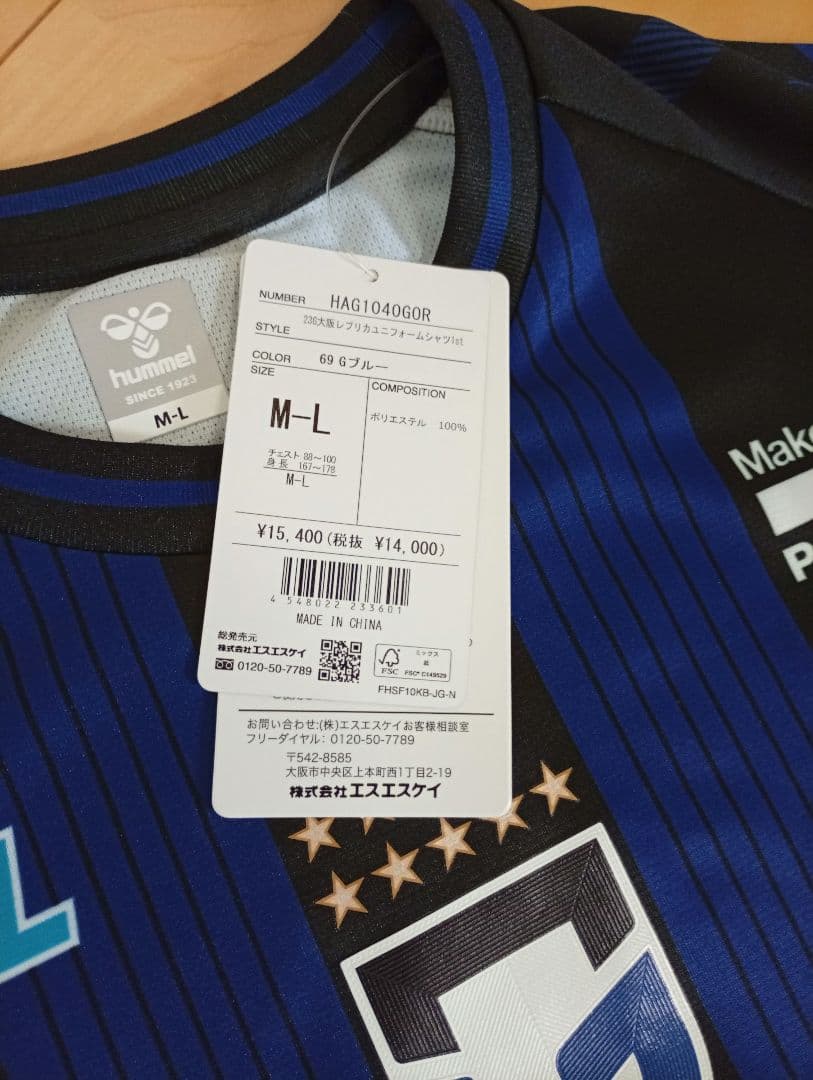 hummel
SINCE 1923
M-L
NUMBER HAG1040GOR
STYLE 23G大阪レプリカユニフォームシャツ1st
COLOR 69 Gブルー
SIZE
M-L
COMPOSITION
ポリエステル 100%
チェスト 88～100
身長 167～178
M-L
¥15,400(税抜 ¥14,000)
4 548022 233601
MADE IN CHINA
総発売元
株式会社エスエスケイ
0120-50-7789
FSC
ミックス
紙
FSC® C149529
FHSF10KB-JG-N
お問い合わせ:(株)エスエスケイお客様相談室
フリーダイヤル: 0120-50-7789
〒542-8585
大阪市中央区上本町西1丁目2-19
株式会社エスエスケイ
Make
P